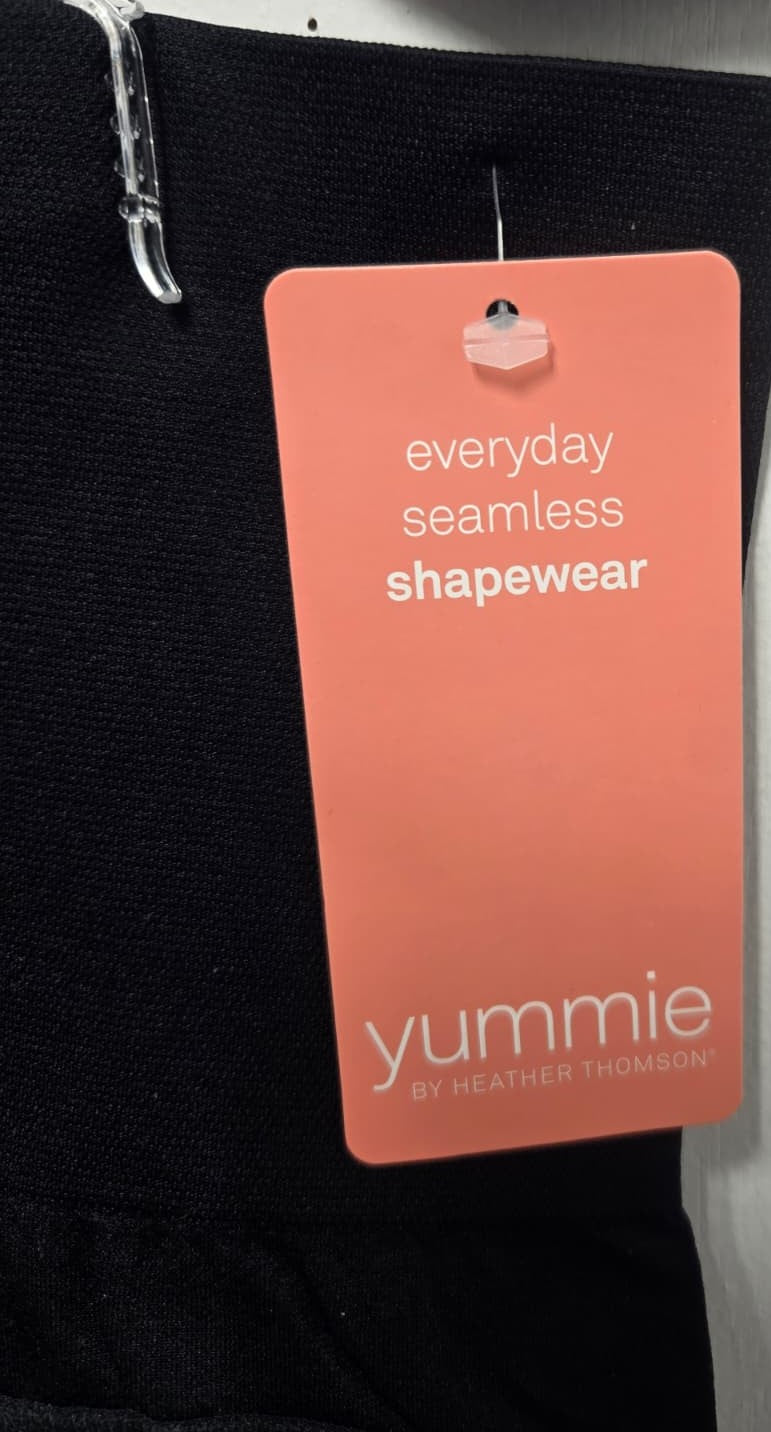 everyday
seamless
shapewear
yummie
BY HEATHER THOMSON®